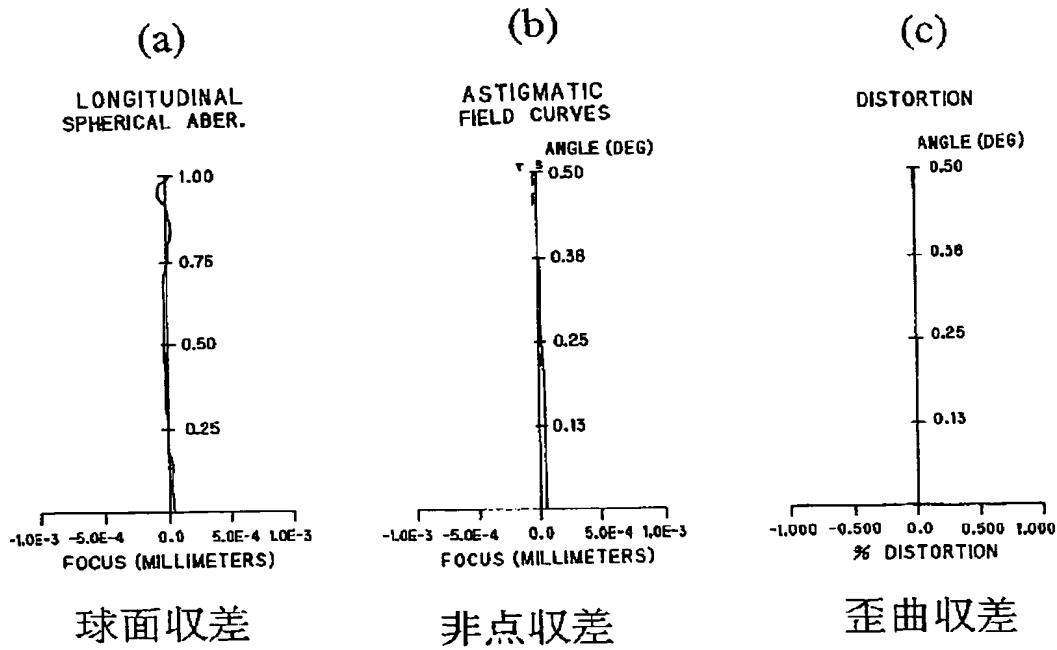 (a)
LONGITUDINAL
SPHERICAL ABER.
1.00
0.75
0.50
0.25
-1.0E-3 -5.0E-4 0.0 5.0E-4 1.0E-3
FOCUS (MILLIMETERS)
球面収差
(b)
ASTIGMATIC
FIELD CURVES
ANGLE (DEG)
T S
0.50
0.38
0.25
0.13
-1.0E-3 -5.0E-4 0.0 5.0E-4 1.0E-3
FOCUS (MILLIMETERS)
非点収差
(c)
DISTORTION
ANGLE (DEG)
0.50
0.38
0.25
0.13
-1.000 -0.500 0.0 0.500 1.000
% DISTORTION
歪曲収差